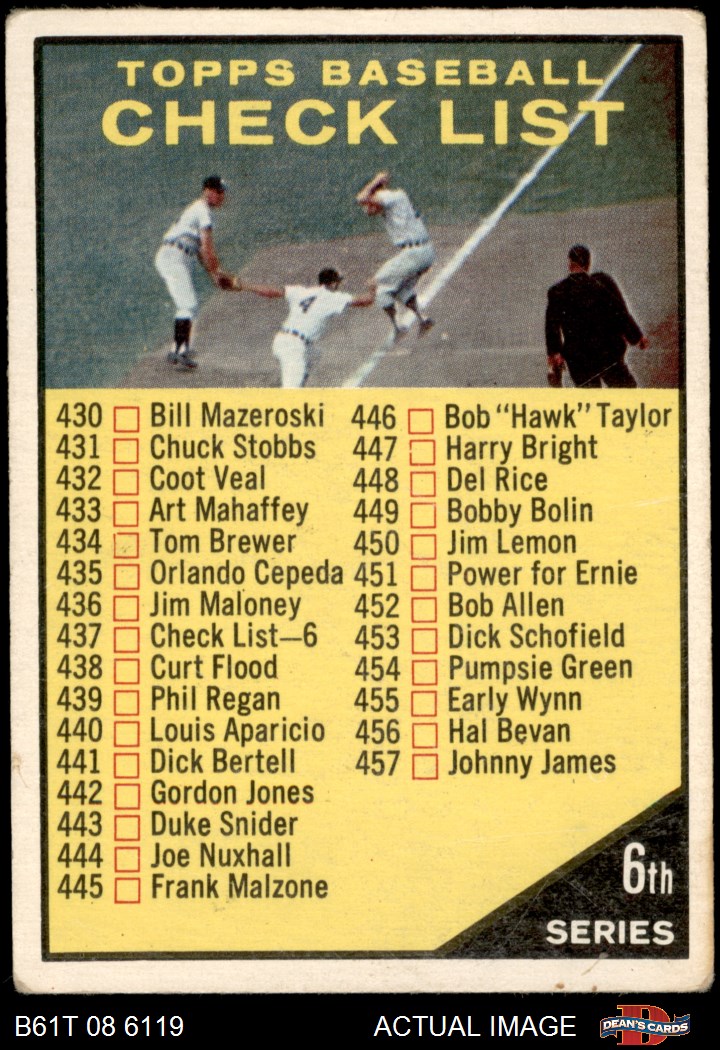 TOPPS BASEBALL
CHECK LIST
4
430 Bill Mazeroski
431 Chuck Stobbs
432 Coot Veal
433 Art Mahaffey
434 Tom Brewer
435 Orlando Cepeda
436 Jim Maloney
437 Check List—6
438 Curt Flood
439 Phil Regan
440 Louis Aparicio
441 Dick Bertell
442 Gordon Jones
443 Duke Snider
444 Joe Nuxhall
445 Frank Malzone
446 Bob "Hawk" Taylor
447 Harry Bright
448 Del Rice
449 Bobby Bolin
450 Jim Lemon
451 Power for Ernie
452 Bob Allen
453 Dick Schofield
454 Pumpsie Green
455 Early Wynn
456 Hal Bevan
457 Johnny James
6th
SERIES
B61T 08 6119 ACTUAL IMAGE
DEAN'S CARDS